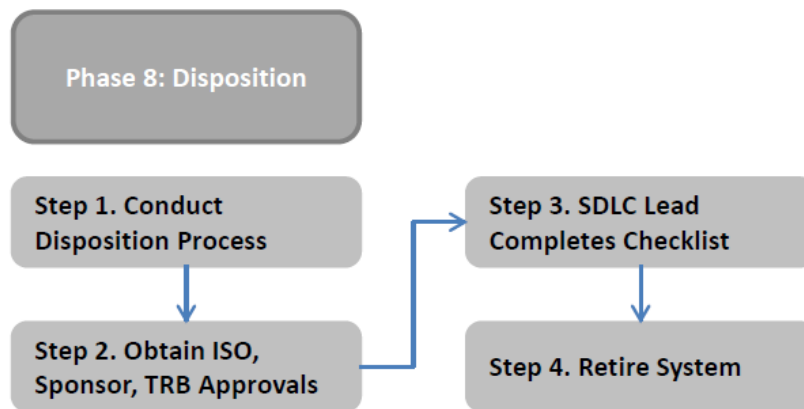 Phase 8: Disposition
Step 1. Conduct
Disposition Process
Step 2. Obtain ISO,
Sponsor, TRB Approvals
Step 3. SDLC Lead
Completes Checklist
Step 4. Retire System